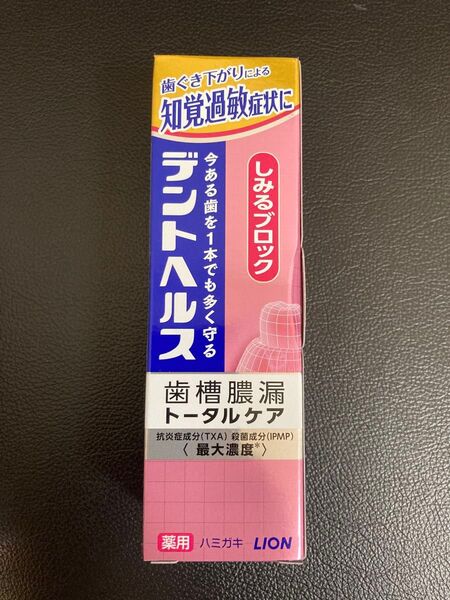 歯ぐき下がりによる
知覚過敏症状に
しみるブロック
今ある歯を1本でも多く守る
デントヘルス
歯槽膿漏
トータルケア
抗炎症成分(TXA) 殺菌成分(IPMP)
〈 最大濃度※ 〉
薬用 ハミガキ LION